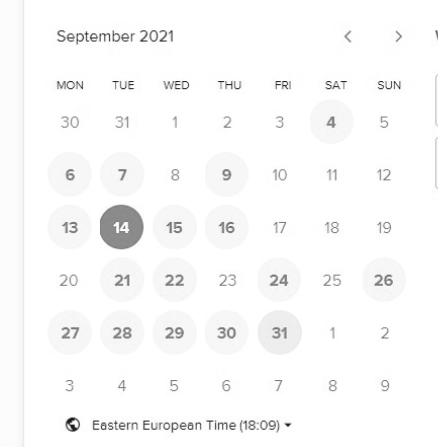 September 2021
MON TUE WED THU FRI SAT SUN
30 31 1 2 3 4 5
6 7 8 9 10 11 12
13 14 15 16 17 18 19
20 21 22 23 24 25 26
27 28 29 30 31 1 2
3 4 5 6 7 8 9
Eastern European Time (18:09)